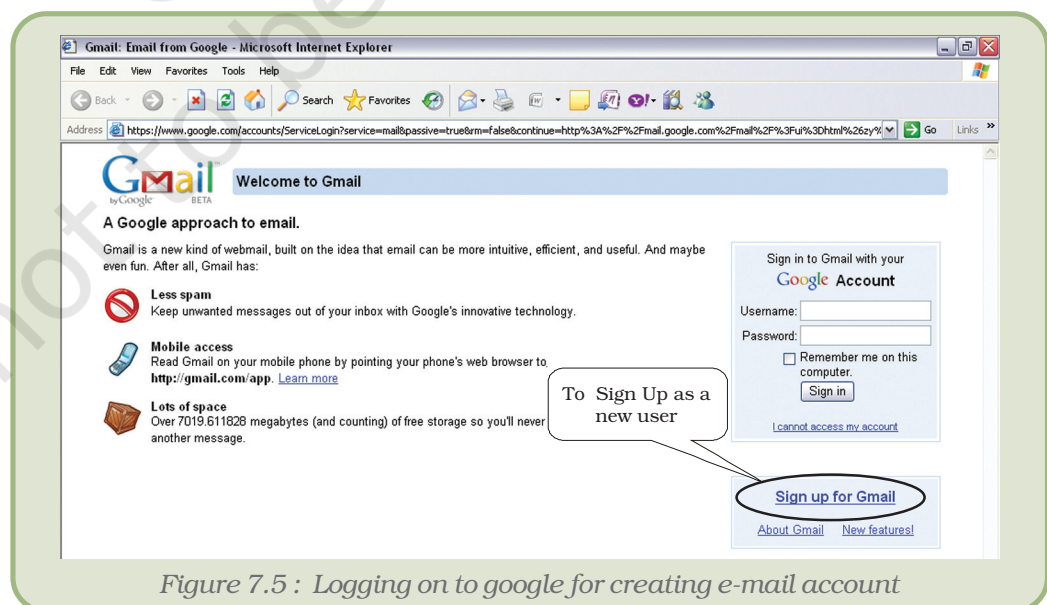 Gmail: Email from Google - Microsoft Internet Explorer
File Edit View Favorites Tools Help
Back Search Favorites
Address https://www.google.com/accounts/ServiceLogin?service=mail&passive=true&rm=false&continue=http%3A%2F%2Fmail.google.com%2Fmail%2F%3Fui%3Dhtml%26zy% Go Links »
Gmail
by Google BETA
Welcome to Gmail
A Google approach to email.
Gmail is a new kind of webmail, built on the idea that email can be more intuitive, efficient, and useful. And maybe
even fun. After all, Gmail has:
Less spam
Keep unwanted messages out of your inbox with Google's innovative technology.
Mobile access
Read Gmail on your mobile phone by pointing your phone's web browser to
http://gmail.com/app. Learn more
Lots of space
Over 7019.611828 megabytes (and counting) of free storage so you'll never
another message.
Sign in to Gmail with your
Google Account
Username:
Password:
Remember me on this
computer.
Sign in
I cannot access my account
To Sign Up as a
new user
Sign up for Gmail
About Gmail New features!
Figure 7.5 : Logging on to google for creating e-mail account
not to be